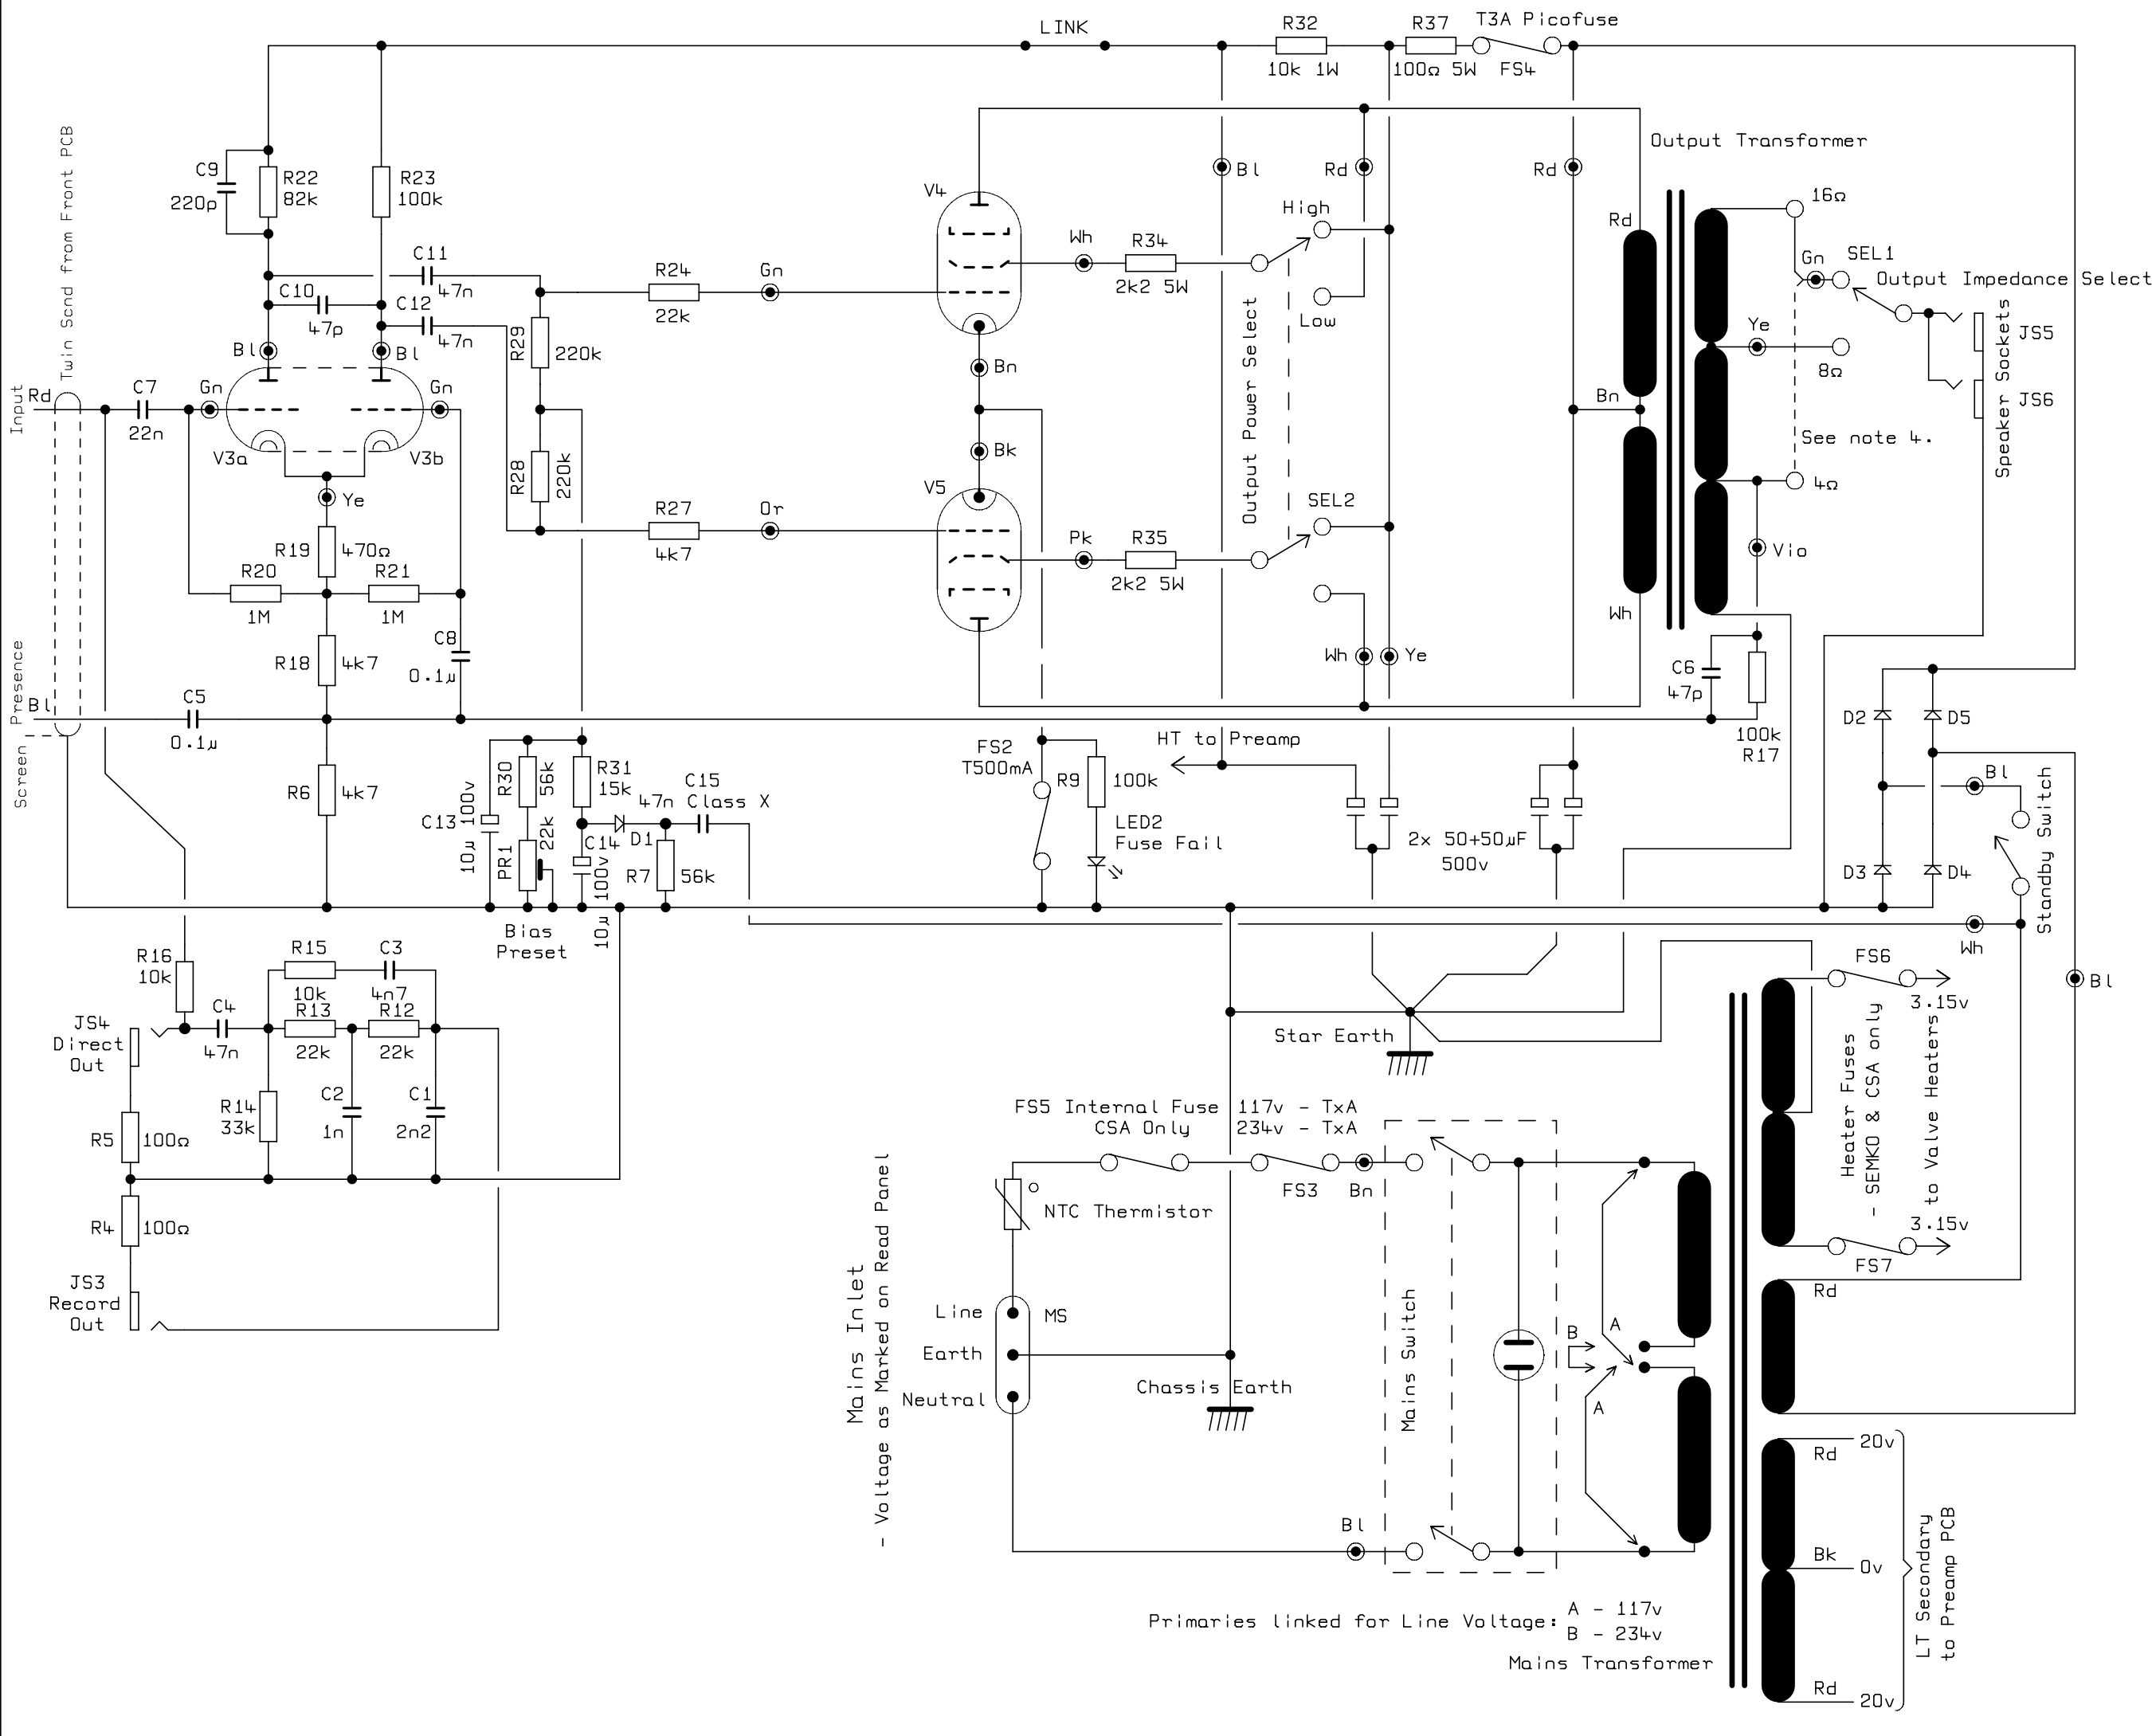 LINK
R32
10k 1W
R37
100Ω 5W
T3A Picofuse
FS4
Twin Scnd from Front PCB
C9
220p
R22
82k
R23
100k
C11
47n
C10
47p
C12
47n
Bl
Bl
Input
Rd
C7
22n
Gn
Gn
V3a
V3b
Ye
R19
470Ω
R20
1M
R21
1M
R18
4k7
C8
0.1µ
Presence
Bl
Screen
C5
0.1µ
R6
4k7
R29
220k
R28
220k
R24
22k
Gn
R27
4k7
Or
V4
V5
Bn
Bk
Wh
R34
2k2 5W
Pk
R35
2k2 5W
Bl
Rd
Rd
High
Low
Output Power Select
SEL2
Wh
Ye
Output Transformer
Rd
Bn
Wh
16Ω
Gn
SEL1
Output Impedance Select
Ye
8Ω
JS5
JS6
Speaker Sockets
See note 4.
4Ω
Vio
C6
47p
100k
R17
D2
D5
D3
D4
Bl
Standby Switch
Wh
Bl
C13
10µ 100v
R30
56k
PR1
22k
R31
15k
47n
C15
Class X
D1
C14
10µ 100v
R7
56k
Bias
Preset
FS2
T500mA
R9
100k
LED2
Fuse Fail
HT to Preamp
2x 50+50µF
500v
Star Earth
R16
10k
R15
10k
C3
4n7
C4
47n
R13
22k
R12
22k
JS4
Direct
Out
R14
33k
C2
1n
C1
2n2
R5
100Ω
R4
100Ω
JS3
Record
Out
FS5 Internal Fuse
CSA Only
117v - TxA
234v - TxA
FS3
Bn
NTC Thermistor
Mains Inlet
- Voltage as Marked on Read Panel
Line
Earth
Neutral
MS
Chassis Earth
Mains Switch
Bl
A
B
A
Primaries linked for Line Voltage:
A - 117v
B - 234v
Mains Transformer
FS6
3.15v
Heater Fuses
- SEMKO & CSA only
to Valve Heaters
3.15v
FS7
Rd
20v
Rd
Bk
0v
Rd
20v
LT Secondary
to Preamp PCB